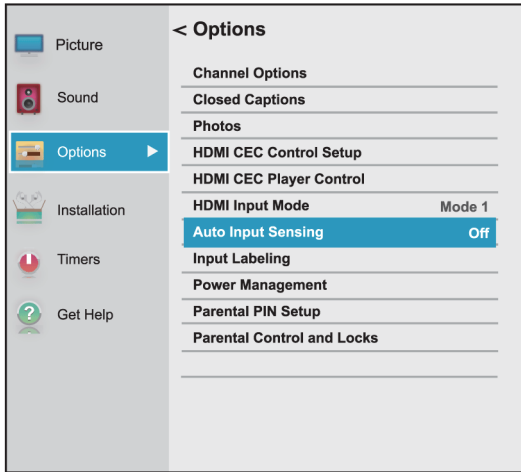 Picture
Sound
Options
Installation
Timers
Get Help
< Options
Channel Options
Closed Captions
Photos
HDMI CEC Control Setup
HDMI CEC Player Control
HDMI Input Mode Mode 1
Auto Input Sensing Off
Input Labeling
Power Management
Parental PIN Setup
Parental Control and Locks